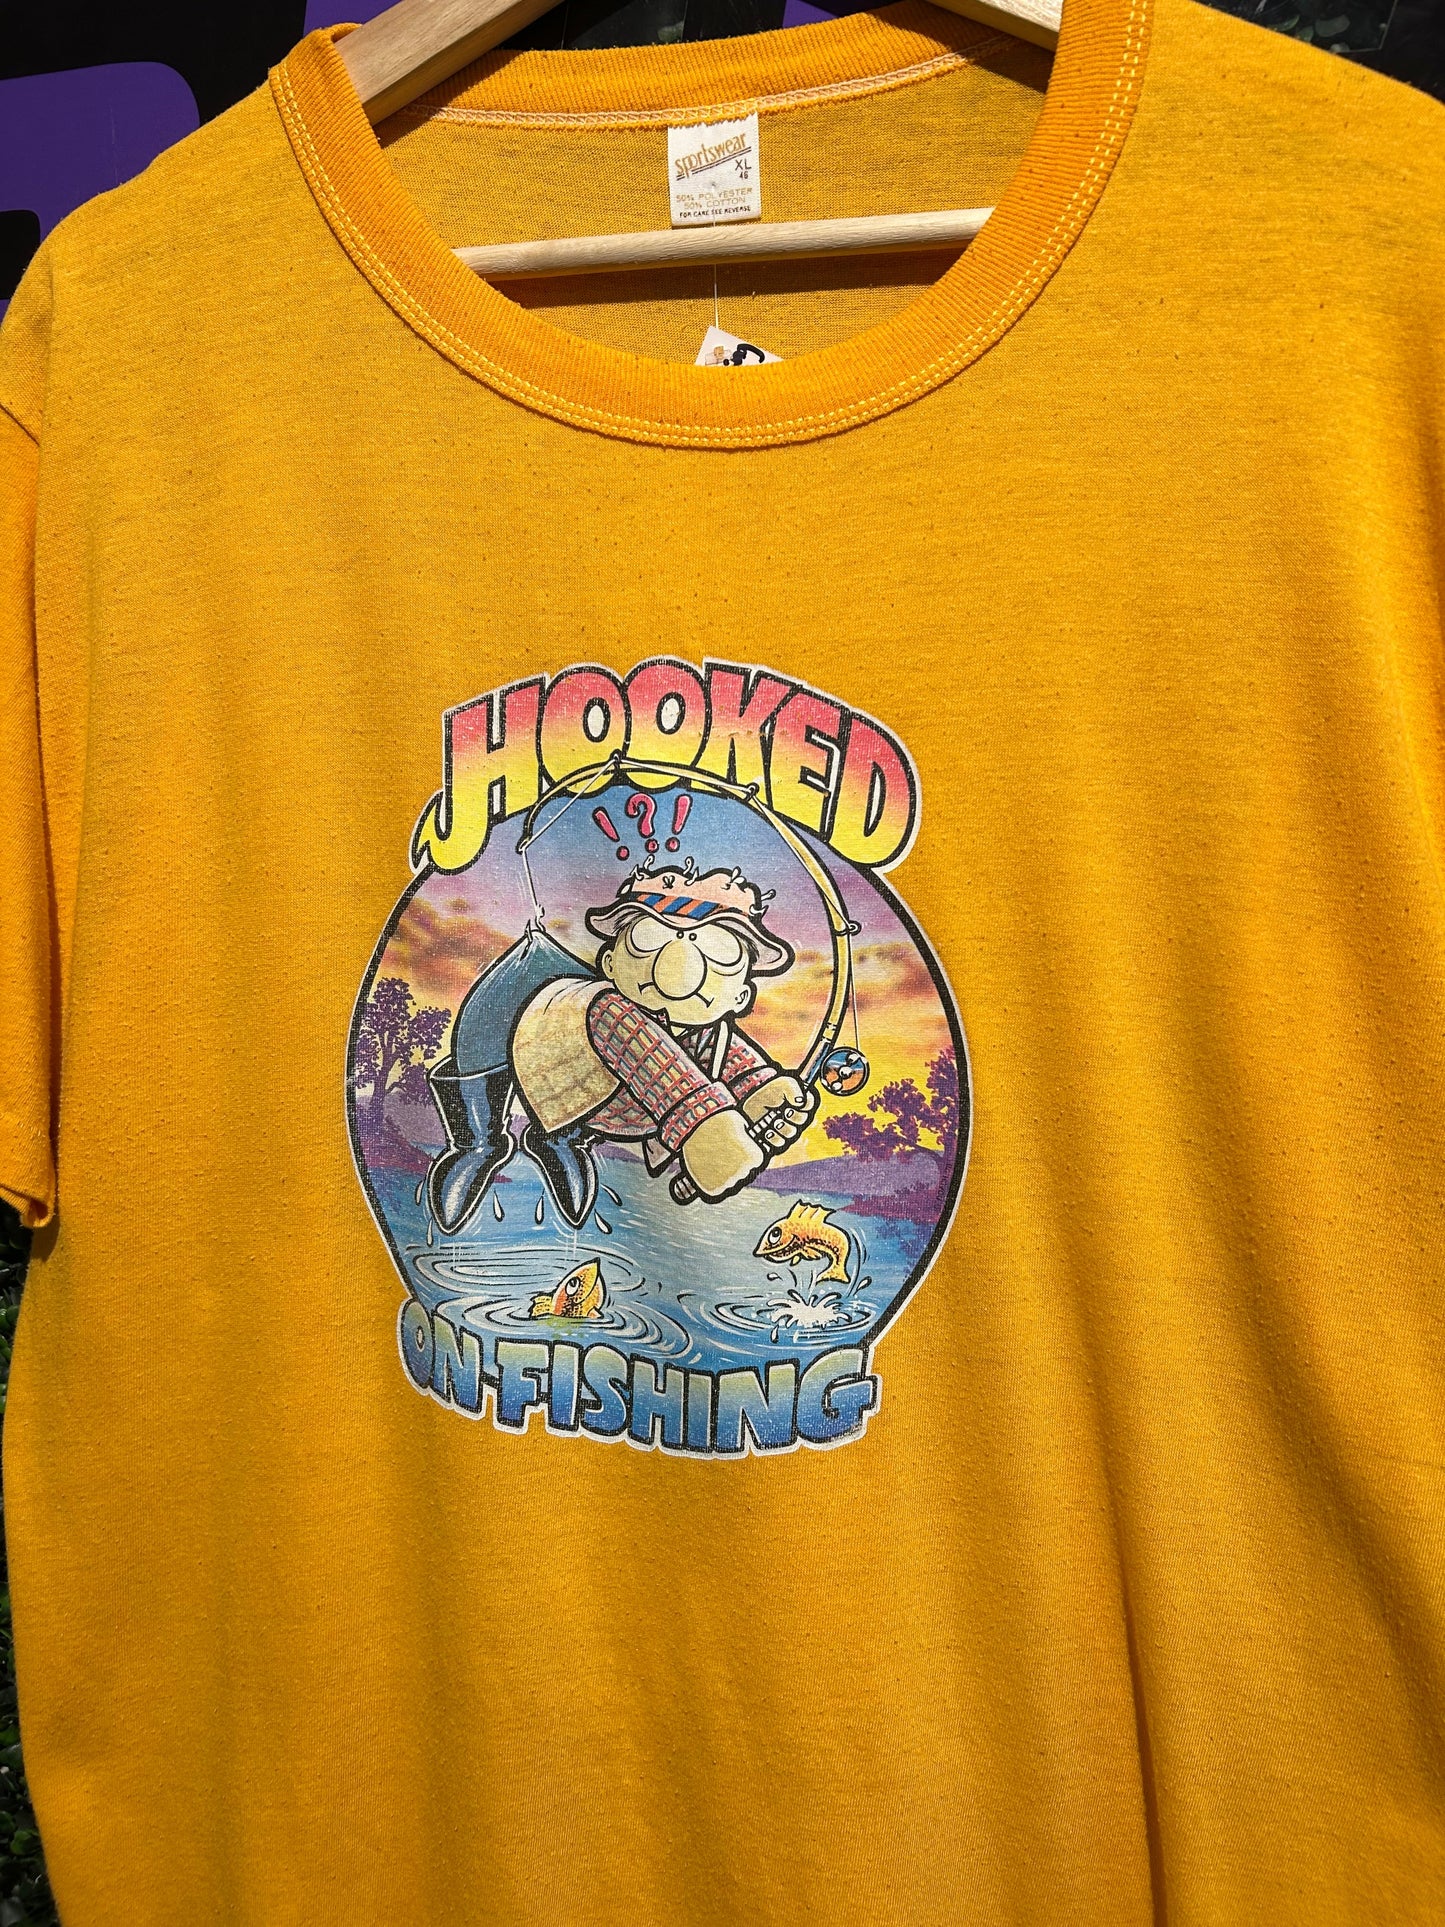 sportswear
XL
46
50% POLYESTER
50% COTTON
FOR CARE SEE REVERSE
HOOKED
!?!
ON-FISHING